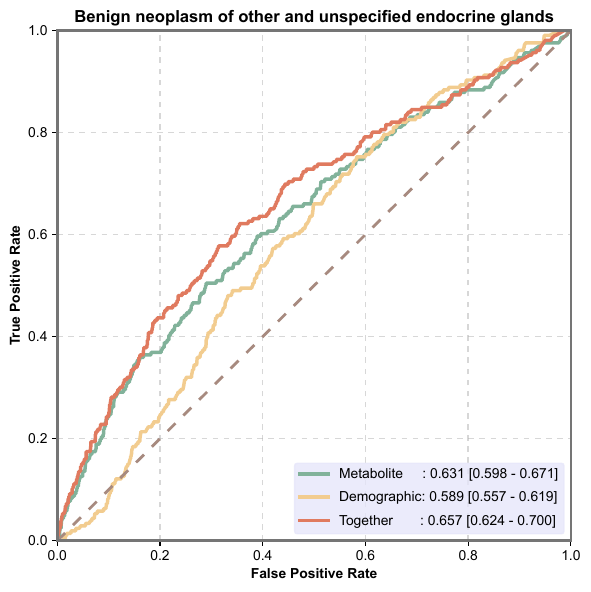 Benign neoplasm of other and unspecified endocrine glands
1.0
0.8
0.6
0.4
0.2
0.0
True Positive Rate
Metabolite : 0.631 [0.598 - 0.671]
Demographic: 0.589 [0.557 - 0.619]
Together : 0.657 [0.624 - 0.700]
0.0 0.2 0.4 0.6 0.8 1.0
False Positive Rate